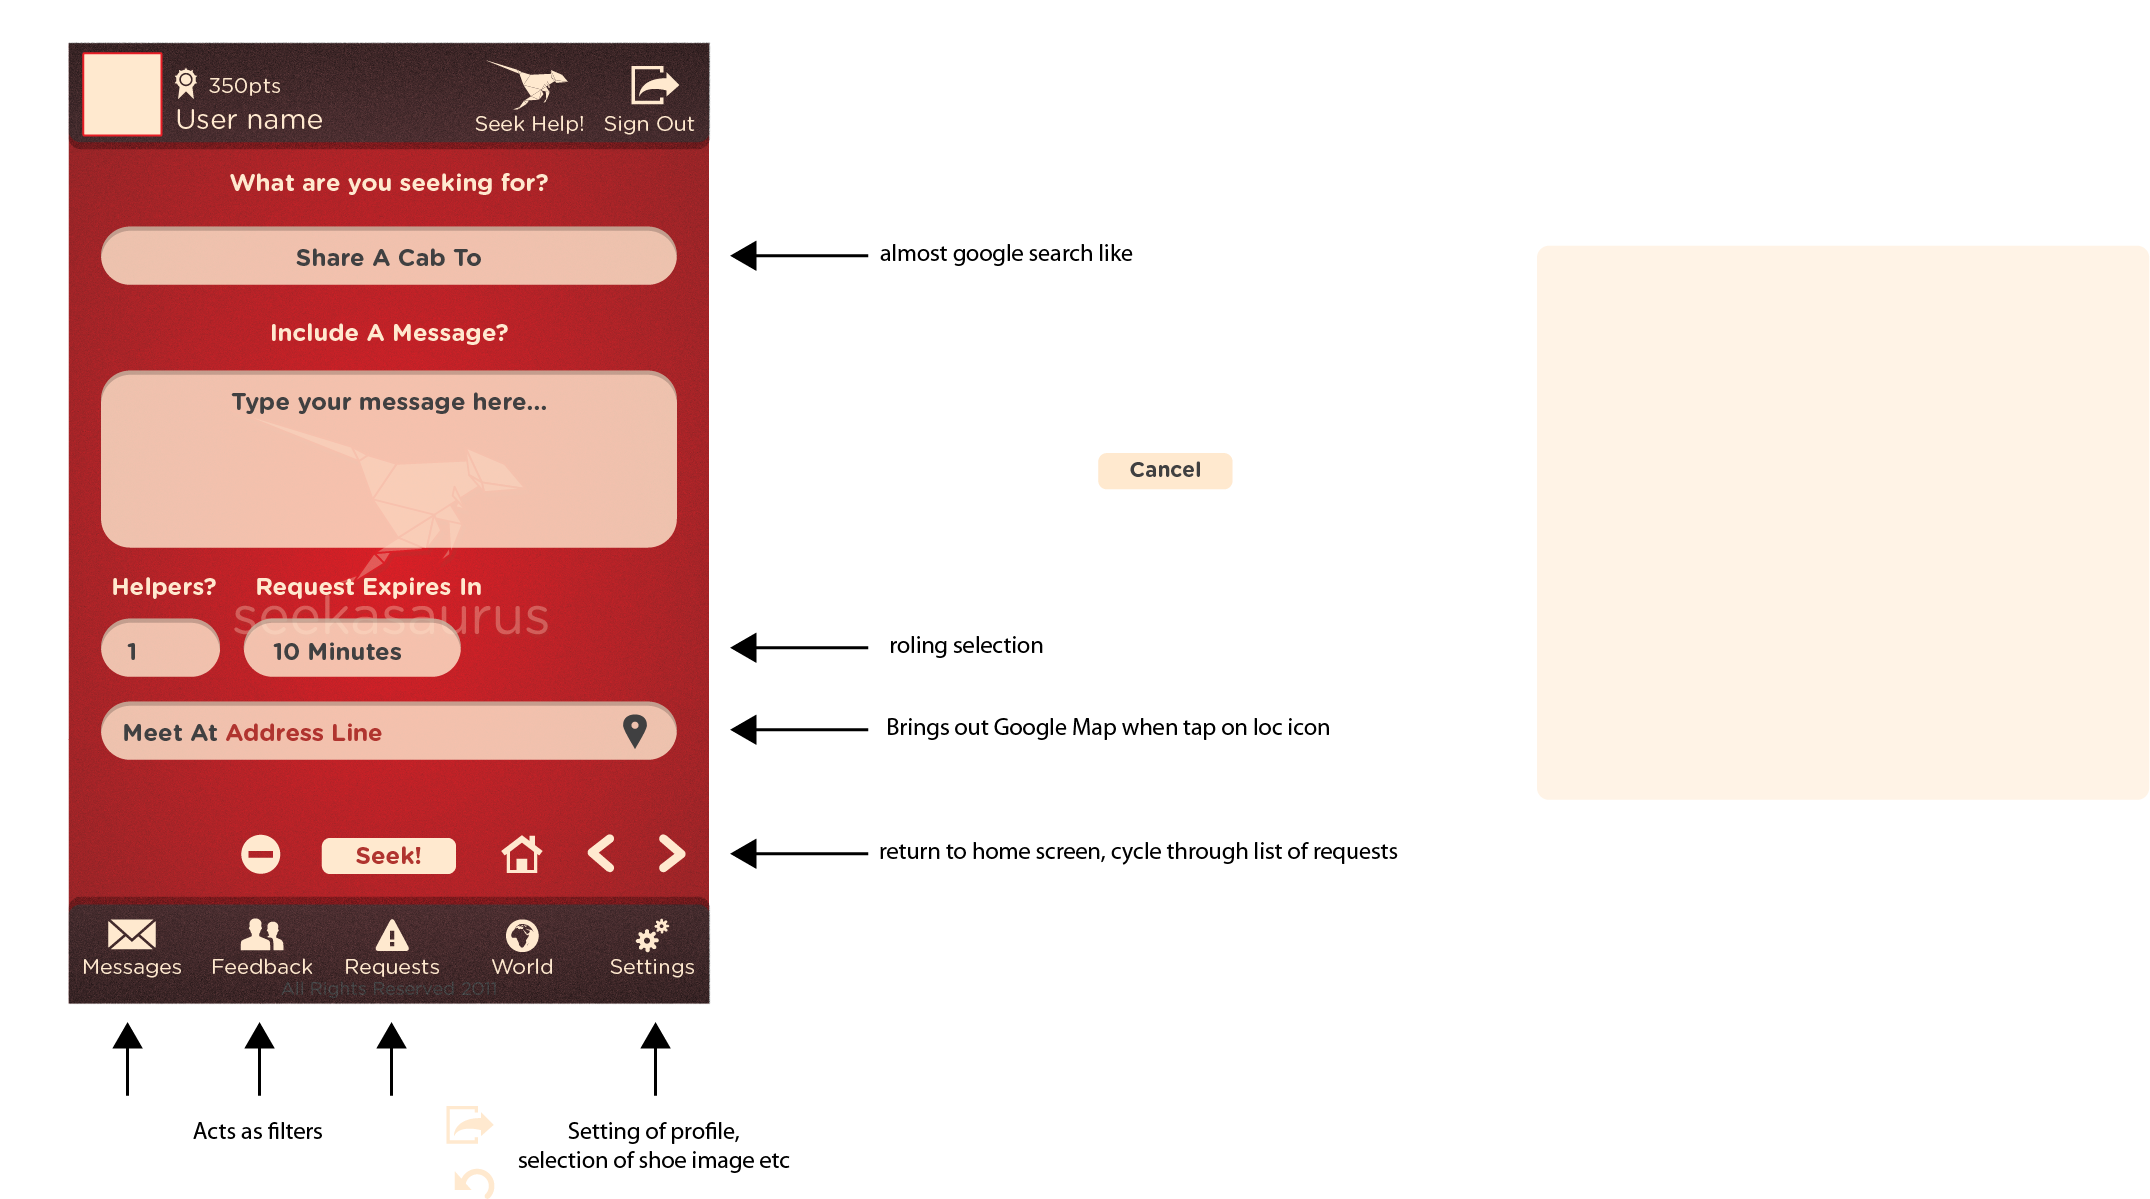 350pts
User name
Seek Help!
Sign Out
What are you seeking for?
Share A Cab To
almost google search like
Include A Message?
Type your message here...
Cancel
Helpers?
Request Expires In
seekasaurus
1
10 Minutes
roling selection
Meet At Address Line
Brings out Google Map when tap on loc icon
Seek!
return to home screen, cycle through list of requests
Messages
Feedback
Requests
World
Settings
All Rights Reserved 2011
Acts as filters
Setting of profile,
selection of shoe image etc